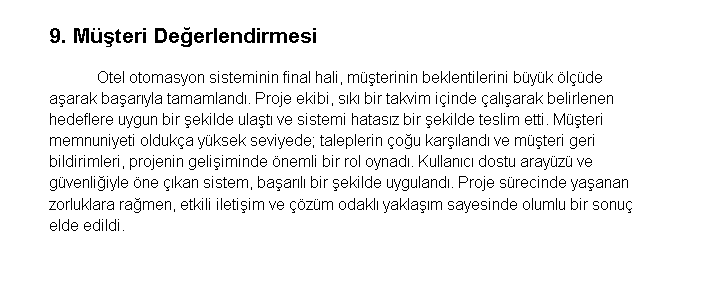 9. Müşteri Değerlendirmesi
Otel otomasyon sisteminin final hali, müşterinin beklentilerini büyük ölçüde
aşarak başarıyla tamamlandı. Proje ekibi, sıkı bir takvim içinde çalışarak belirlenen
hedeflere uygun bir şekilde ulaştı ve sistemi hatasız bir şekilde teslim etti. Müşteri
memnuniyeti oldukça yüksek seviyede; taleplerin çoğu karşılandı ve müşteri geri
bildirimleri, projenin gelişiminde önemli bir rol oynadı. Kullanıcı dostu arayüzü ve
güvenliğiyle öne çıkan sistem, başarılı bir şekilde uygulandı. Proje sürecinde yaşanan
zorluklara rağmen, etkili iletişim ve çözüm odaklı yaklaşım sayesinde olumlu bir sonuç
elde edildi.